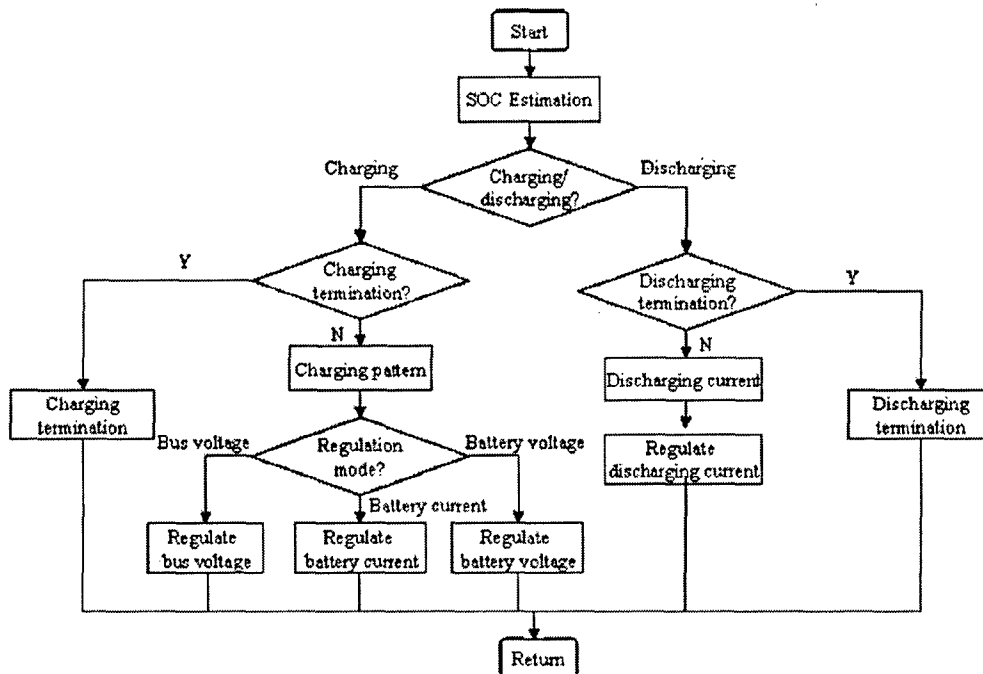 Start
SOC Estimation
Charging
Charging/
discharging?
Discharging
Y
Charging
termination?
Discharging
termination?
Y
N
N
Charging pattern
Discharging current
Charging
termination
Discharging
termination
Bus voltage
Regulation
mode?
Battery voltage
Regulate
discharging current
Battery current
Regulate
bus voltage
Regulate
battery current
Regulate
battery voltage
Return